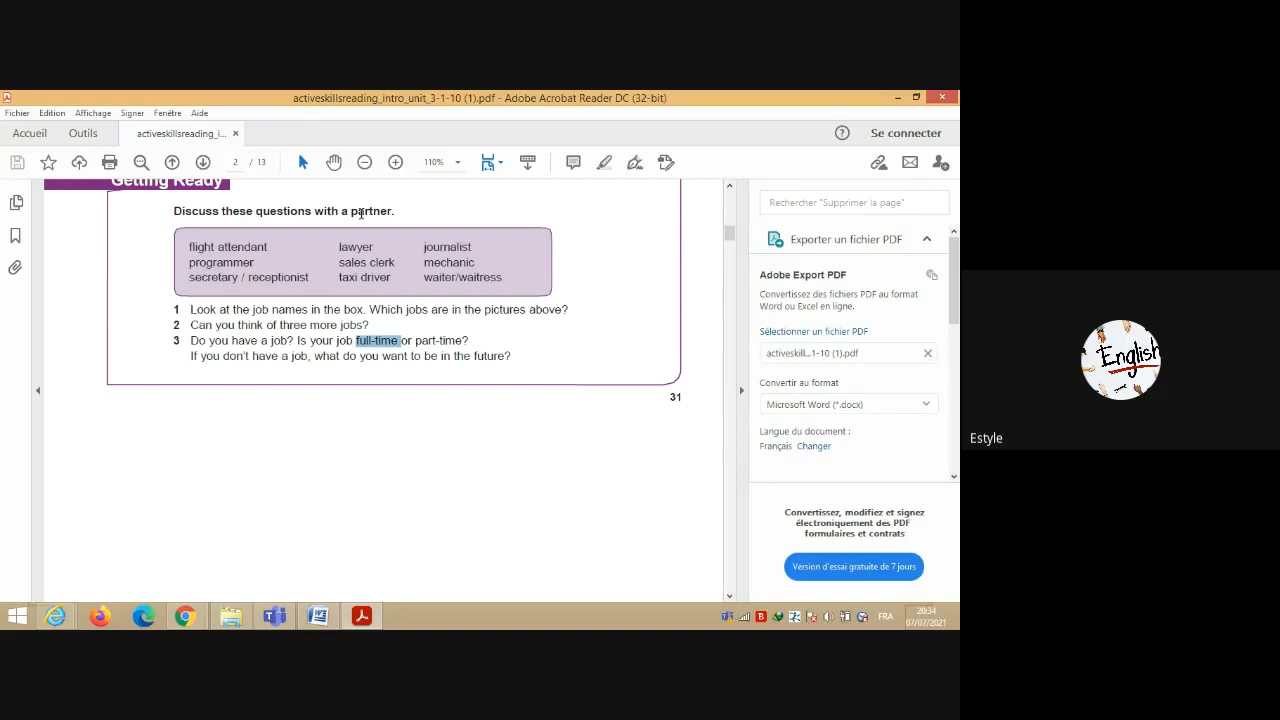 activeskillsreading_intro_unit_3-1-10 (1).pdf - Adobe Acrobat Reader DC (32-bit)
Fichier Edition Affichage Signer Fenêtre Aide
Accueil Outils activeskillsreading_i... × Se connecter
2 / 13 110%
Getting Ready
Discuss these questions with a partner.
flight attendant lawyer journalist
programmer sales clerk mechanic
secretary / receptionist taxi driver waiter/waitress
1 Look at the job names in the box. Which jobs are in the pictures above?
2 Can you think of three more jobs?
3 Do you have a job? Is your job full-time or part-time?
If you don't have a job, what do you want to be in the future?
31
Rechercher "Supprimer la page"
Exporter un fichier PDF
Adobe Export PDF
Convertissez des fichiers PDF au format
Word ou Excel en ligne.
Sélectionner un fichier PDF
activeskill...1-10 (1).pdf
Convertir au format
Microsoft Word (*.docx)
Langue du document :
Français Changer
Convertissez, modifiez et signez
électroniquement des PDF
formulaires et contrats
Version d'essai gratuite de 7 jours
FRA
20:34
07/07/2021
English
Estyle